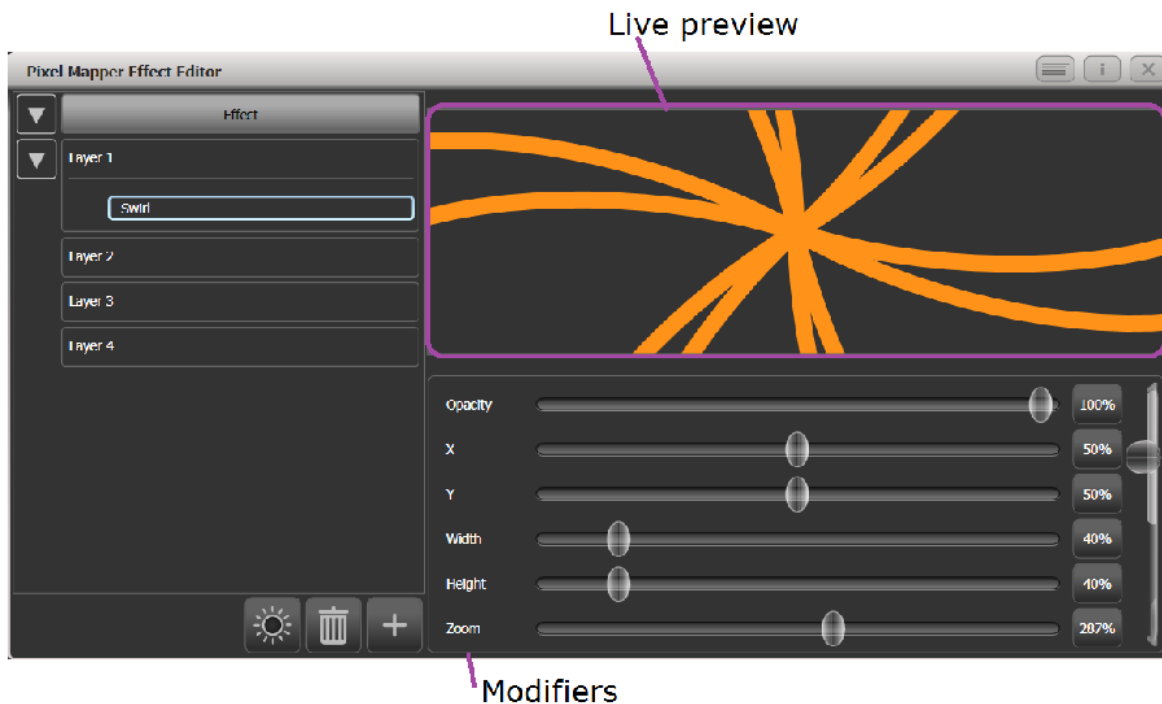 Live preview
Pixel Mapper Effect Editor
i
Effect
Layer 1
Swirl
Layer 2
Layer 3
Layer 4
Opacity 100%
X 50%
Y 50%
Width 40%
Height 40%
Zoom 287%
Modifiers